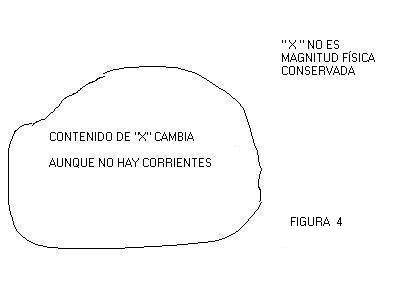 "X" NO ES
MAGNITUD FÍSICA
CONSERVADA
CONTENIDO DE "X" CAMBIA
AUNQUE NO HAY CORRIENTES
FIGURA 4